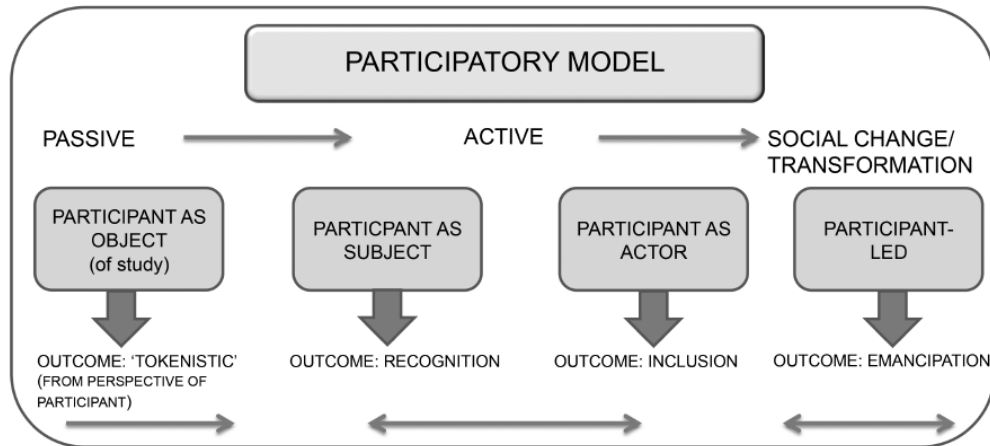 PARTICIPATORY MODEL
PASSIVE
ACTIVE
SOCIAL CHANGE/
TRANSFORMATION
PARTICIPANT AS
OBJECT
(of study)
PARTICPANT AS
SUBJECT
PARTICIPANT AS
ACTOR
PARTICIPANT-
LED
OUTCOME: ‘TOKENISTIC’
(FROM PERSPECTIVE OF
PARTICIPANT)
OUTCOME: RECOGNITION
OUTCOME: INCLUSION
OUTCOME: EMANCIPATION